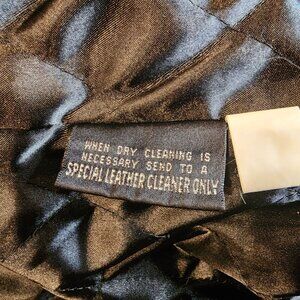 WHEN DRY CLEANING IS
NECESSARY SEND TO A
SPECIAL LEATHER CLEANER ONLY